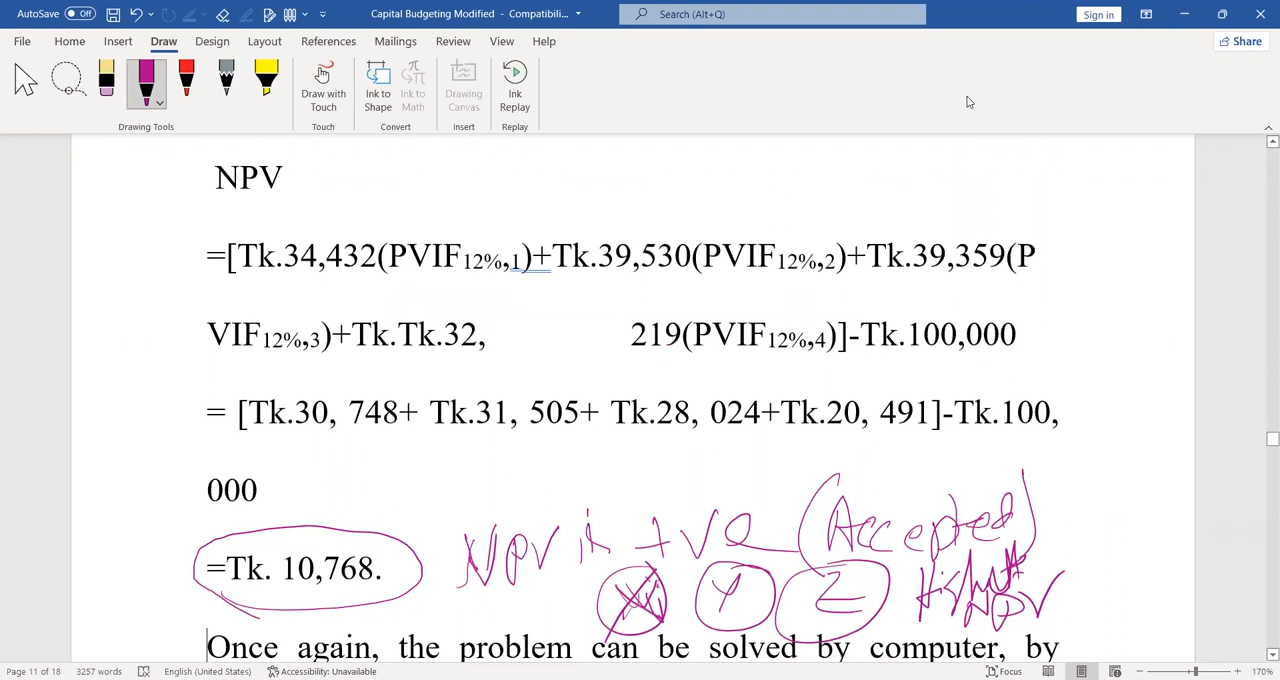 AutoSave Off Capital Budgeting Modified - Compatibili... Search (Alt+Q) Sign in
File Home Insert Draw Design Layout References Mailings Review View Help Share
Draw with Touch Ink to Shape Ink to Math Drawing Canvas Ink Replay
Drawing Tools Touch Convert Insert Replay
NPV
=[Tk.34,432(PVIF12%,1)+Tk.39,530(PVIF12%,2)+Tk.39,359(P
VIF12%,3)+Tk.Tk.32, 219(PVIF12%,4)]-Tk.100,000
= [Tk.30, 748+ Tk.31, 505+ Tk.28, 024+Tk.20, 491]-Tk.100,
000
NPV is +ve (Accepted)
=Tk. 10,768.
Y Z Highest NPV
Once again, the problem can be solved by computer, by
Page 11 of 18 3257 words English (United States) Accessibility: Unavailable Focus 170%